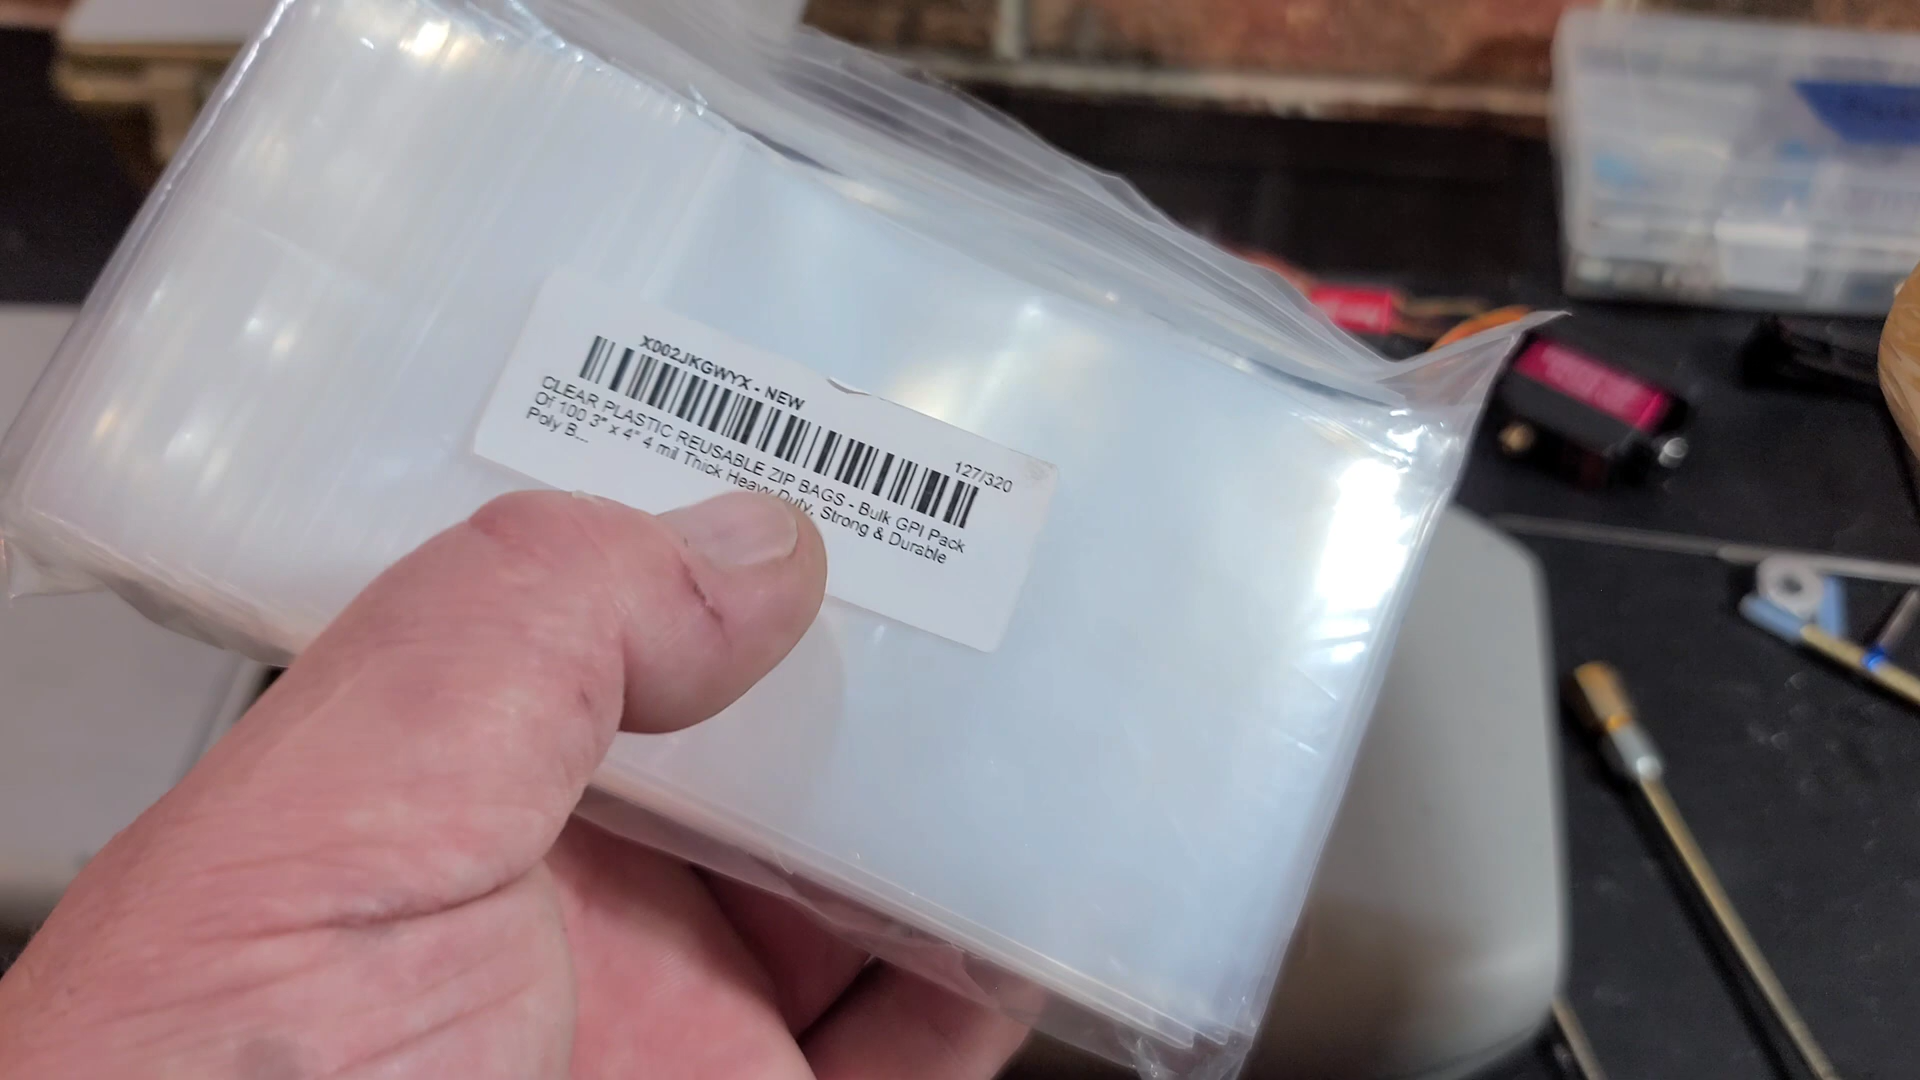 X002JKGWYX - NEW
127/320
CLEAR PLASTIC REUSABLE ZIP BAGS - Bulk GPI Pack
Of 100 3" x 4" 4 mil Thick Heavy Duty, Strong & Durable
Poly B...